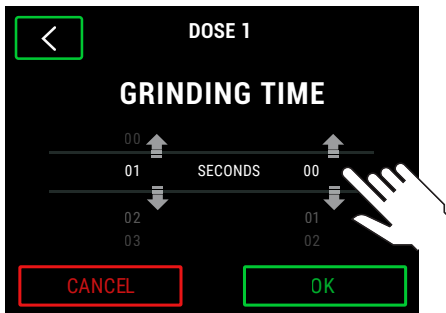 DOSE 1
GRINDING TIME
00
01 SECONDS 00
02 01
03 02
CANCEL OK